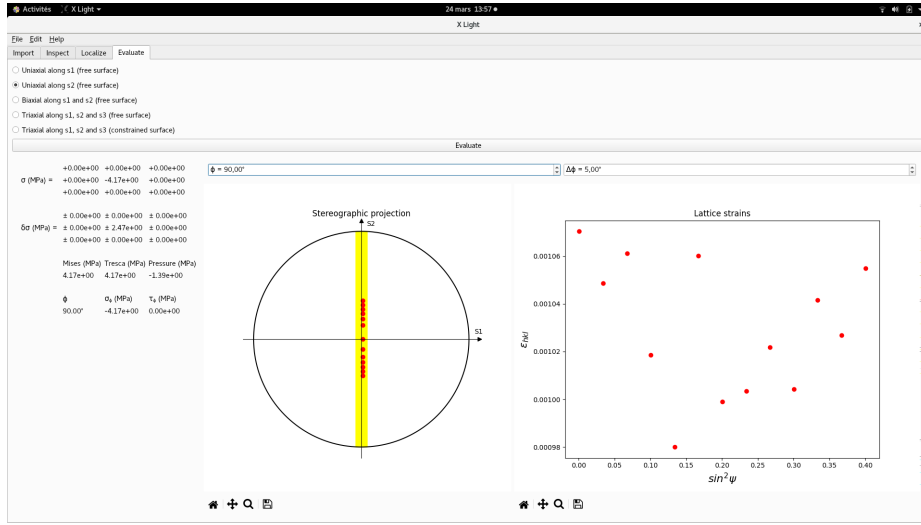 Activités X Light 24 mars 13:57
X Light
File Edit Help
Import Inspect Localize Evaluate
Uniaxial along s1 (free surface)
Uniaxial along s2 (free surface)
Biaxial along s1 and s2 (free surface)
Triaxial along s1, s2 and s3 (free surface)
Triaxial along s1, s2 and s3 (constrained surface)
Evaluate
ϕ = 90,00° Δϕ = 5,00°
+0.00e+00 +0.00e+00 +0.00e+00
σ (MPa) = +0.00e+00 -4.17e+00 +0.00e+00
+0.00e+00 +0.00e+00 +0.00e+00
± 0.00e+00 ± 0.00e+00 ± 0.00e+00
δσ (MPa) = ± 0.00e+00 ± 2.47e+00 ± 0.00e+00
± 0.00e+00 ± 0.00e+00 ± 0.00e+00
Mises (MPa) Tresca (MPa) Pressure (MPa)
4.17e+00 4.17e+00 -1.39e+00
ϕ σϕ (MPa) τϕ (MPa)
90.00° -4.17e+00 0.00e+00
Stereographic projection
S2
S1
Lattice strains
0.00106
0.00104
0.00102
0.00100
0.00098
εhkl
0.00 0.05 0.10 0.15 0.20 0.25 0.30 0.35 0.40
sin²ψ